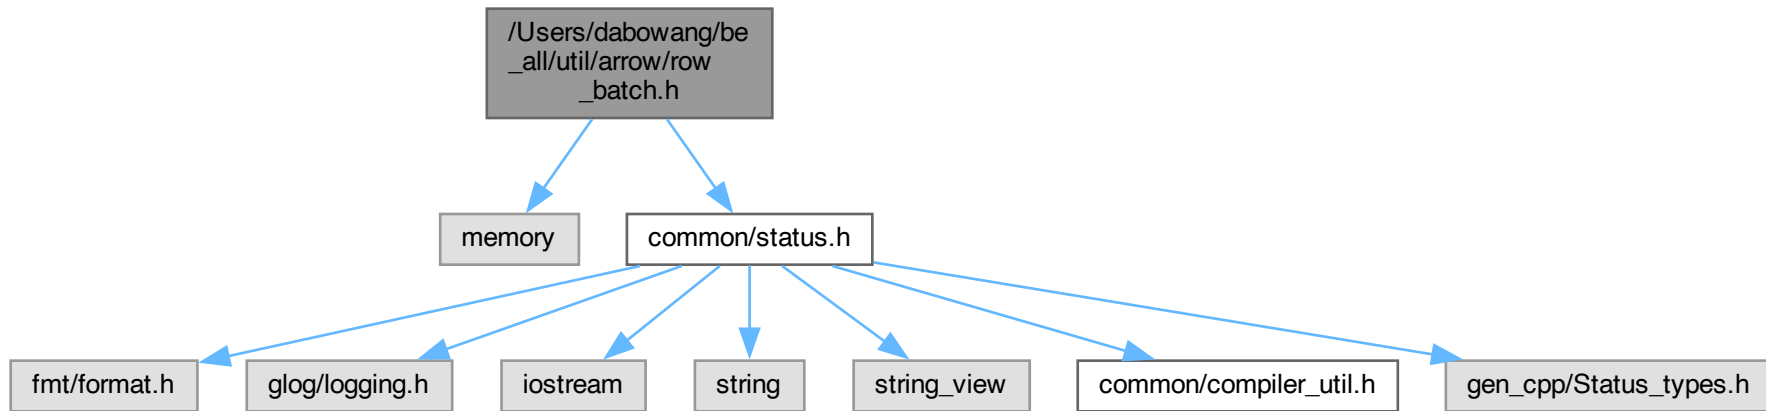 /Users/dabowang/be
_all/util/arrow/row
_batch.h
memory
common/status.h
fmt/format.h
glog/logging.h
iostream
string
string_view
common/compiler_util.h
gen_cpp/Status_types.h